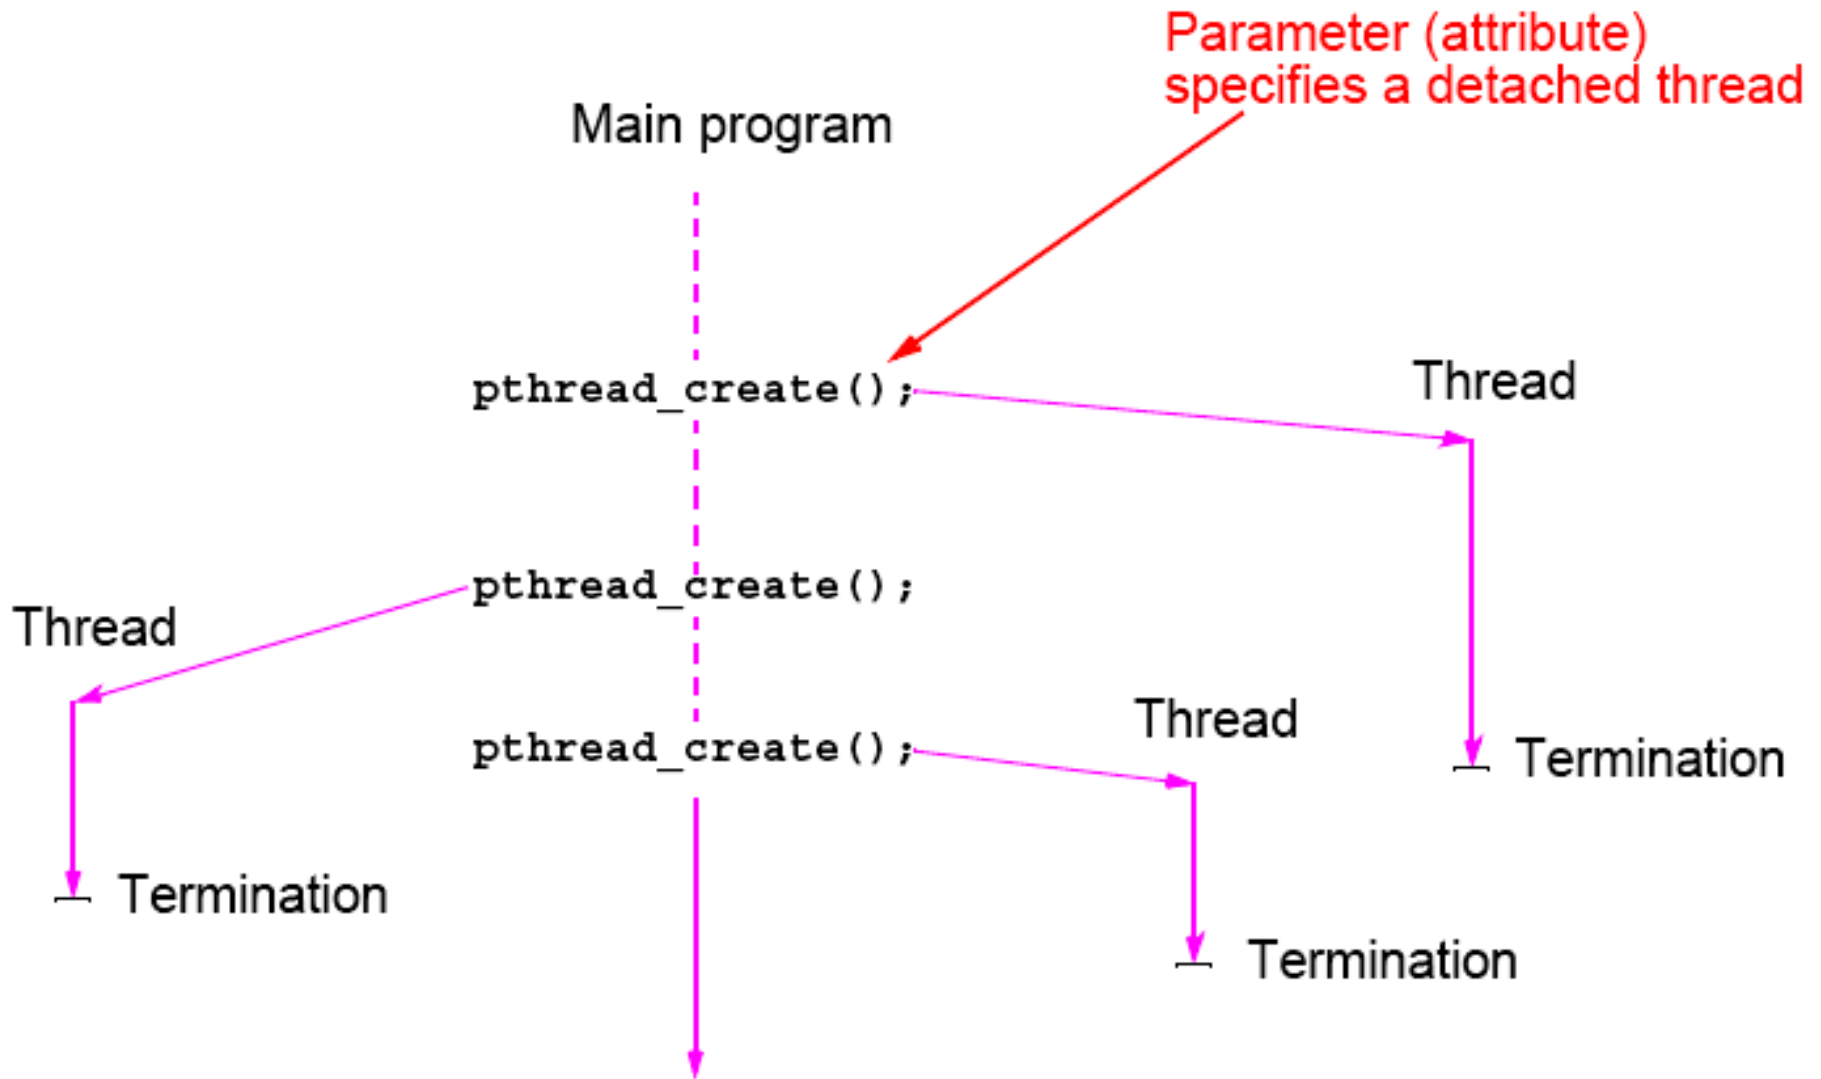 Parameter (attribute)
specifies a detached thread
Main program
pthread_create();
Thread
pthread_create();
Thread
Thread
pthread_create();
Termination
Termination
Termination